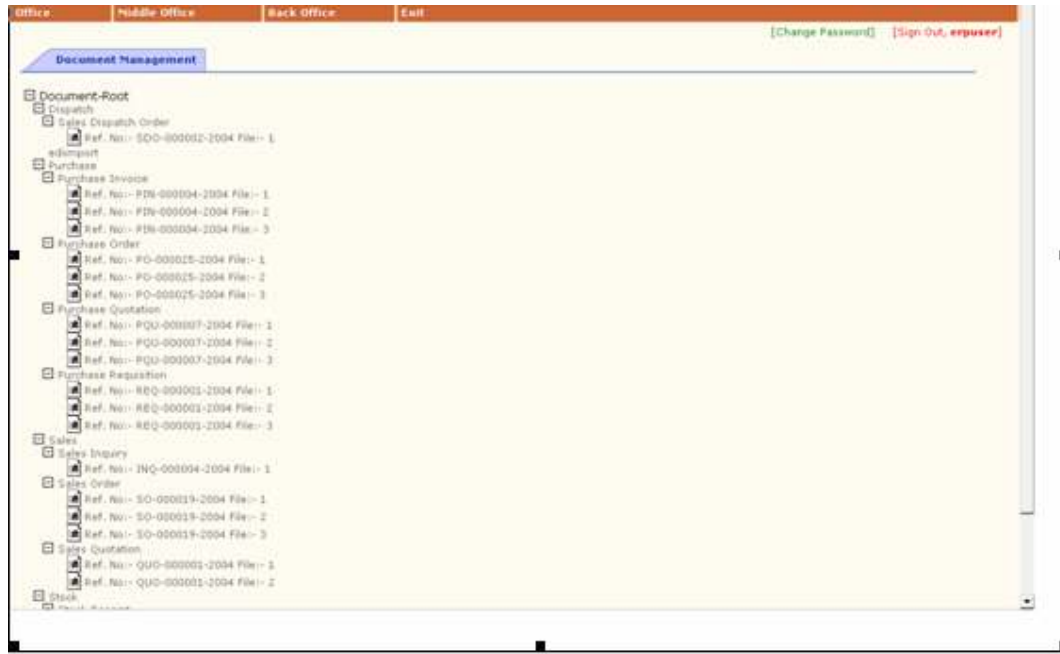 Office Middle Office Back Office Exit
[Change Password] [Sign Out, erpuser]
Document Management
Document-Root
Dispatch
Sales Dispatch Order
Ref. No:- SDO-000002-2004 File:- 1
edximport
Purchase
Purchase Invoice
Ref. No:- PIN-000004-2004 File:- 1
Ref. No:- PIN-000004-2004 File:- 2
Ref. No:- PIN-000004-2004 File:- 3
Purchase Order
Ref. No:- PO-000025-2004 File:- 1
Ref. No:- PO-000025-2004 File:- 2
Ref. No:- PO-000025-2004 File:- 3
Purchase Quotation
Ref. No:- PQU-000007-2004 File:- 1
Ref. No:- PQU-000007-2004 File:- 2
Ref. No:- PQU-000007-2004 File:- 3
Purchase Requisition
Ref. No:- REQ-000001-2004 File:- 1
Ref. No:- REQ-000001-2004 File:- 2
Ref. No:- REQ-000001-2004 File:- 3
Sales
Sales Inquiry
Ref. No:- INQ-000004-2004 File:- 1
Sales Order
Ref. No:- SO-000019-2004 File:- 1
Ref. No:- SO-000019-2004 File:- 2
Ref. No:- SO-000019-2004 File:- 3
Sales Quotation
Ref. No:- QUO-000001-2004 File:- 1
Ref. No:- QUO-000001-2004 File:- 2
Stock